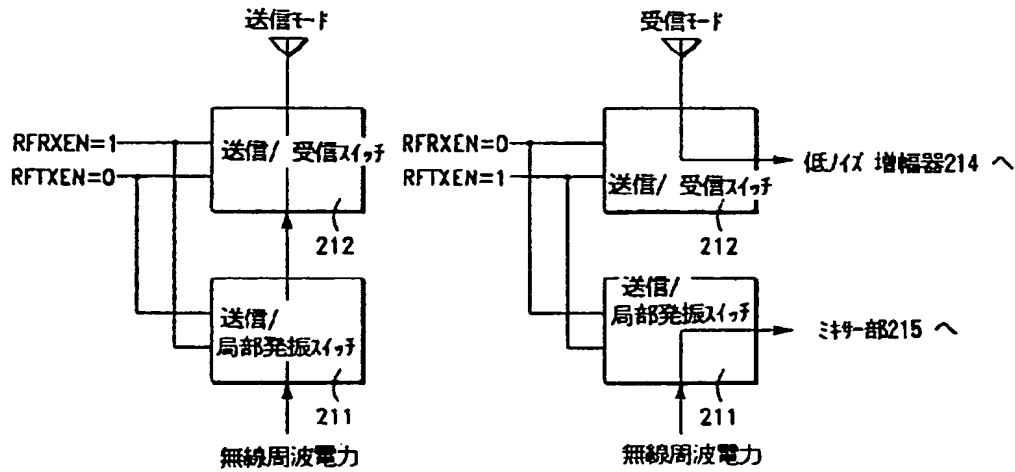 送信モード
RFRXEN=1
RFTXEN=0
送信/ 受信スイッチ
212
送信/
局部発振スイッチ
211
無線周波電力
受信モード
RFRXEN=0
RFTXEN=1
送信/ 受信スイッチ
212
低ノイズ 増幅器214 へ
送信/
局部発振スイッチ
211
ミキサー部215 へ
無線周波電力